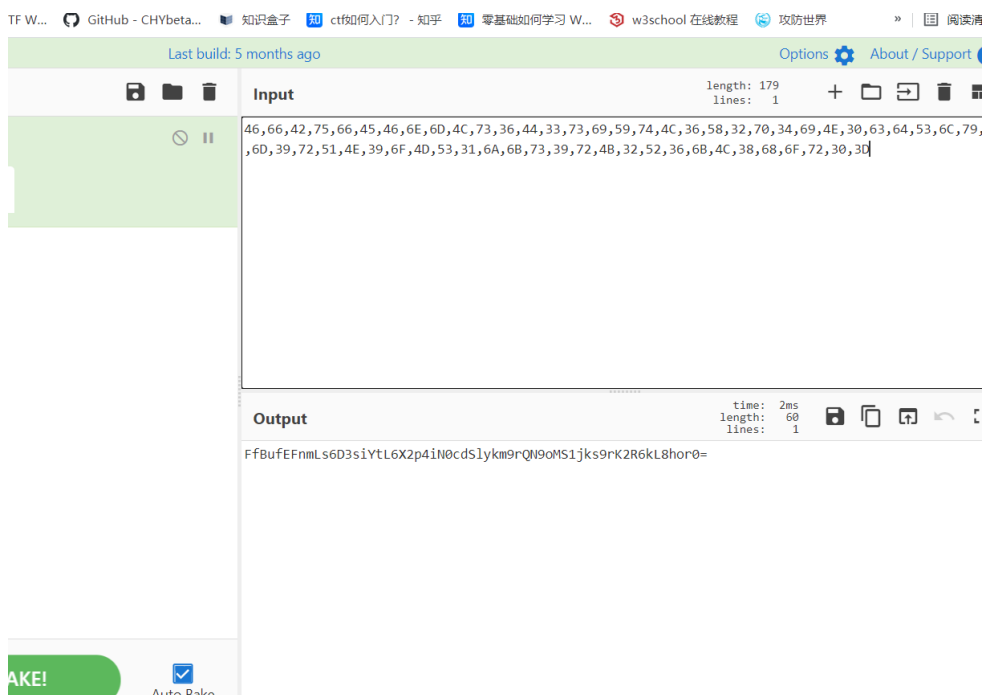 TF W... GitHub - CHYbeta... 知识盒子 ctf如何入门? - 知乎 零基础如何学习 W... w3school 在线教程 攻防世界 » 阅读清
Last build: 5 months ago Options About / Support
Input length: 179
lines: 1
46,66,42,75,66,45,46,6E,6D,4C,73,36,44,33,73,69,59,74,4C,36,58,32,70,34,69,4E,30,63,64,53,6C,79,
,6D,39,72,51,4E,39,6F,4D,53,31,6A,6B,73,39,72,4B,32,52,36,6B,4C,38,68,6F,72,30,3D
Output time: 2ms
length: 60
lines: 1
FfBufEFnmLs6D3siYtL6X2p4iN0cdSlykm9rQN9oMS1jks9rK2R6kL8hor0=
AKE!
Auto Bake